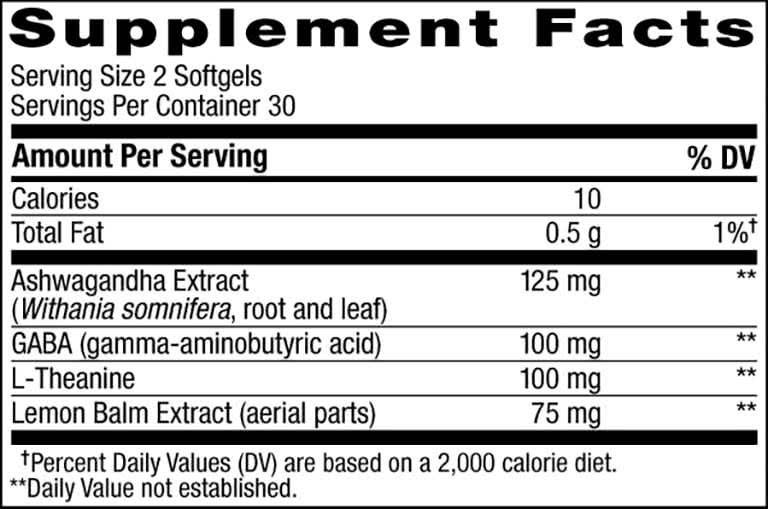 Supplement Facts
Serving Size 2 Softgels
Servings Per Container 30
Amount Per Serving % DV
Calories 10
Total Fat 0.5 g 1%†
Ashwagandha Extract 125 mg **
(Withania somnifera, root and leaf)
GABA (gamma-aminobutyric acid) 100 mg **
L-Theanine 100 mg **
Lemon Balm Extract (aerial parts) 75 mg **
†Percent Daily Values (DV) are based on a 2,000 calorie diet.
**Daily Value not established.